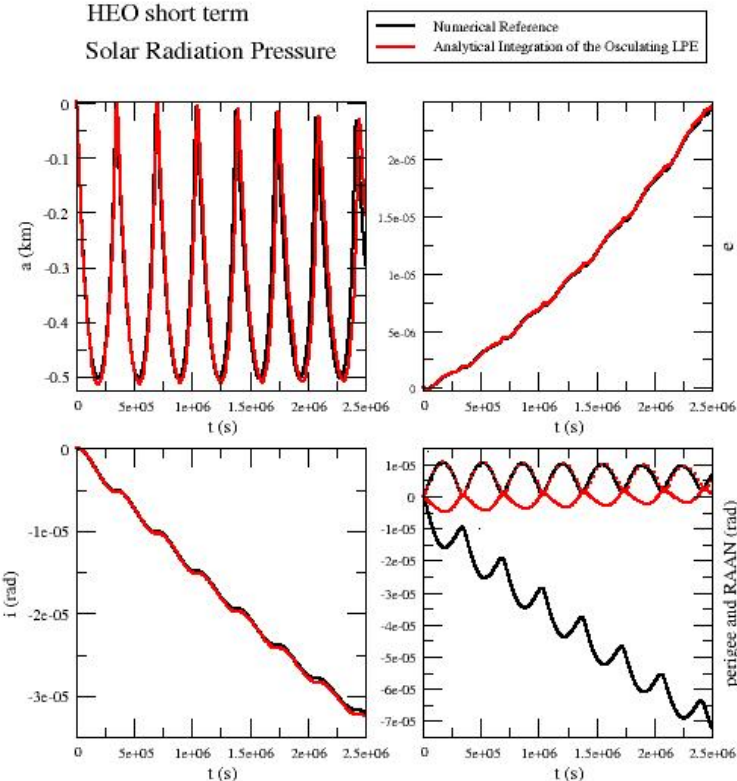 HEO short term
Solar Radiation Pressure
Numerical Reference
Analytical Integration of the Osculating LPE
0
-0.1
-0.2
-0.3
-0.4
-0.5
a (km)
0 5e+05 1e+06 1.5e+06 2e+06 2.5e+06
t (s)
2e-05
1.5e-05
1e-05
5e-06
0
e
0 5e+05 1e+06 1.5e+06 2e+06 2.5e+06
t (s)
0
-1e-05
-2e-05
-3e-05
i (rad)
0 5e+05 1e+06 1.5e+06 2e+06 2.5e+06
t (s)
1e-05
0
-1e-05
-2e-05
-3e-05
-4e-05
-5e-05
-6e-05
-7e-05
perigee and RAAN (rad)
0 5e+05 1e+06 1.5e+06 2e+06 2.5e+06
t (s)